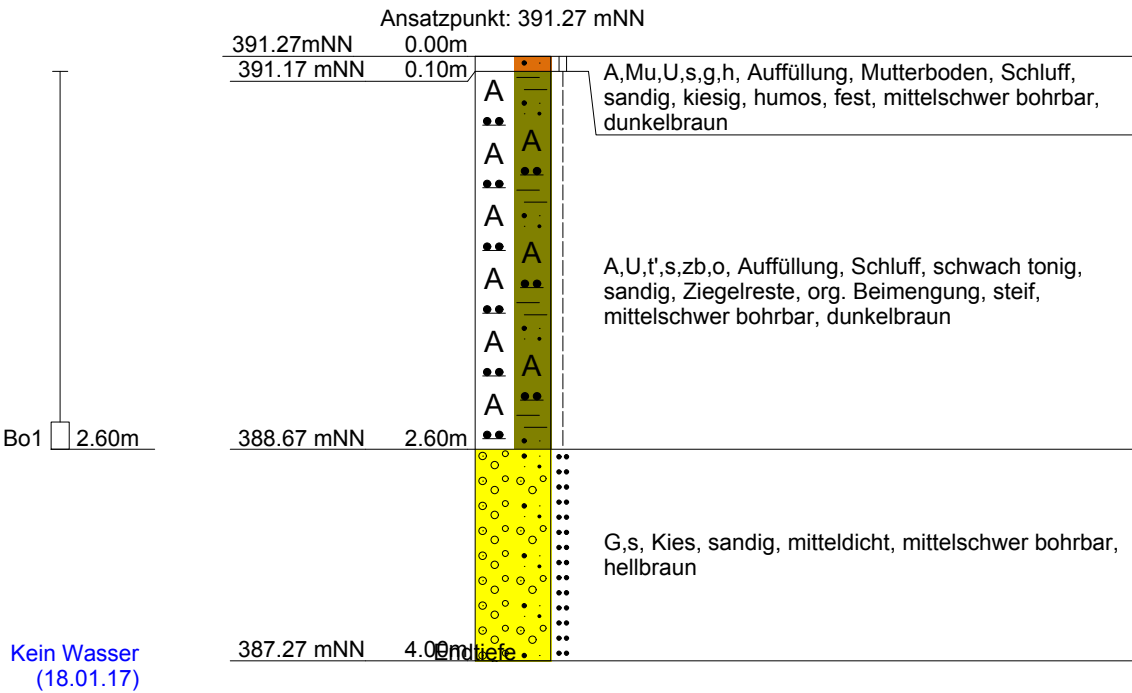 Ansatzpunkt: 391.27 mNN
391.27mNN 0.00m
391.17 mNN 0.10m
A,Mu,U,s,g,h, Auffüllung, Mutterboden, Schluff,
sandig, kiesig, humos, fest, mittelschwer bohrbar,
dunkelbraun
A
A
A
A
A
A
A
A
A
A,U,t',s,zb,o, Auffüllung, Schluff, schwach tonig,
sandig, Ziegelreste, org. Beimengung, steif,
mittelschwer bohrbar, dunkelbraun
Bo1 2.60m
388.67 mNN 2.60m
G,s, Kies, sandig, mitteldicht, mittelschwer bohrbar,
hellbraun
387.27 mNN 4.00m
Endtiefe
Kein Wasser
(18.01.17)